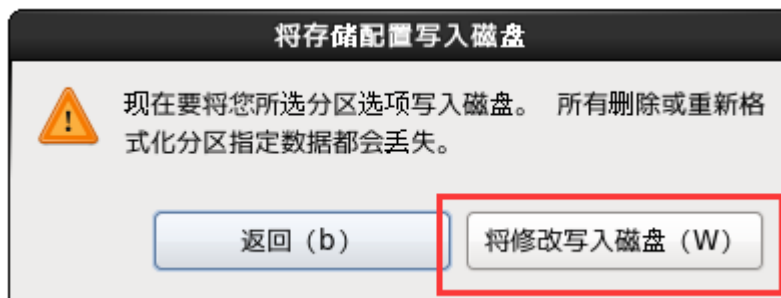 将存储配置写入磁盘
现在要将您所选分区选项写入磁盘。 所有删除或重新格
式化分区指定数据都会丢失。
返回（b） 将修改写入磁盘（W）